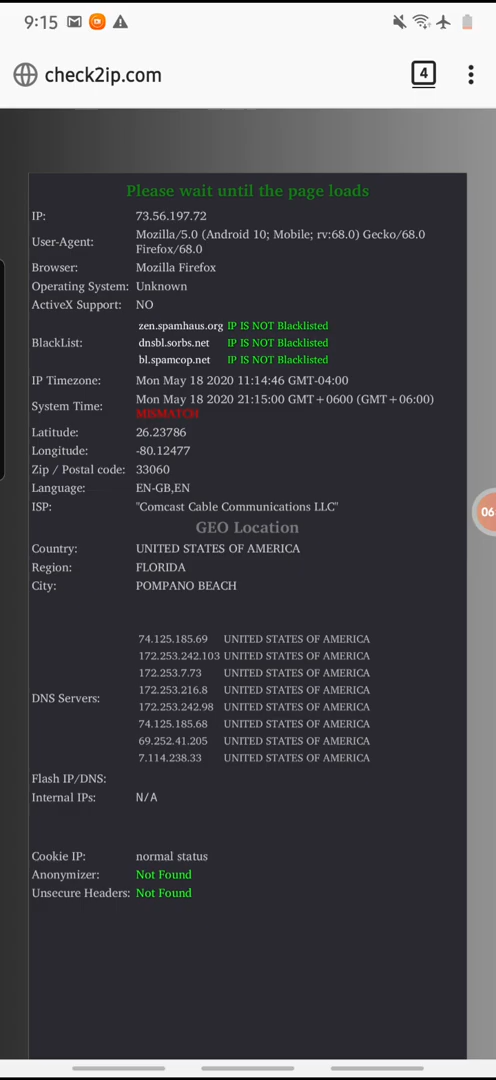 9:15
check2ip.com
4
Please wait until the page loads
IP: 73.56.197.72
User-Agent: Mozilla/5.0 (Android 10; Mobile; rv:68.0) Gecko/68.0
Firefox/68.0
Browser: Mozilla Firefox
Operating System: Unknown
ActiveX Support: NO
BlackList:
zen.spamhaus.org IP IS NOT Blacklisted
dnsbl.sorbs.net IP IS NOT Blacklisted
bl.spamcop.net IP IS NOT Blacklisted
IP Timezone: Mon May 18 2020 11:14:46 GMT-04:00
System Time: Mon May 18 2020 21:15:00 GMT+0600 (GMT+06:00)
MISMATCH
Latitude: 26.23786
Longitude: -80.12477
Zip / Postal code: 33060
Language: EN-GB,EN
ISP: "Comcast Cable Communications LLC"
06
GEO Location
Country: UNITED STATES OF AMERICA
Region: FLORIDA
City: POMPANO BEACH
DNS Servers:
74.125.185.69 UNITED STATES OF AMERICA
172.253.242.103 UNITED STATES OF AMERICA
172.253.7.73 UNITED STATES OF AMERICA
172.253.216.8 UNITED STATES OF AMERICA
172.253.242.98 UNITED STATES OF AMERICA
74.125.185.68 UNITED STATES OF AMERICA
69.252.41.205 UNITED STATES OF AMERICA
7.114.238.33 UNITED STATES OF AMERICA
Flash IP/DNS:
Internal IPs: N/A
Cookie IP: normal status
Anonymizer: Not Found
Unsecure Headers: Not Found